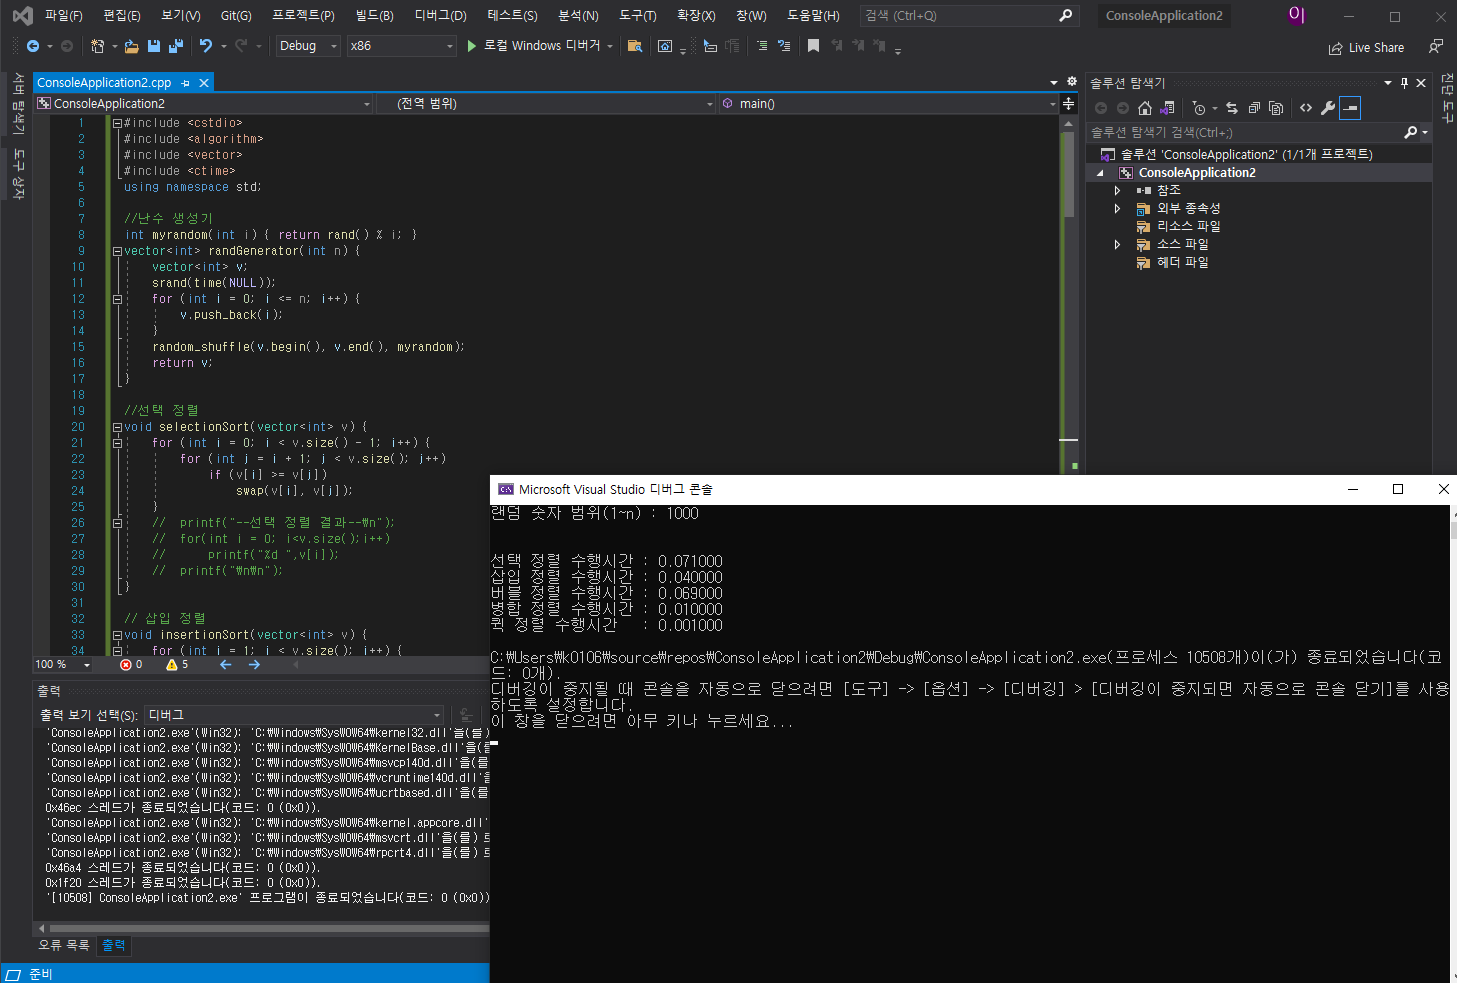 파일(F) 편집(E) 보기(V) Git(G) 프로젝트(P) 빌드(B) 디버그(D) 테스트(S) 분석(N) 도구(T) 확장(X) 창(W) 도움말(H) 검색 (Ctrl+Q) ConsoleApplication2
Debug x86 로컬 Windows 디버거 Live Share
서버 탐색기
도구 상자
ConsoleApplication2.cpp
ConsoleApplication2 (전역 범위) main()
1 #include <cstdio>
2 #include <algorithm>
3 #include <vector>
4 #include <ctime>
5 using namespace std;
6
7 //난수 생성기
8 int myrandom(int i) { return rand() % i; }
9 vector<int> randGenerator(int n) {
10 vector<int> v;
11 srand(time(NULL));
12 for (int i = 0; i <= n; i++) {
13 v.push_back(i);
14 }
15 random_shuffle(v.begin(), v.end(), myrandom);
16 return v;
17 }
18
19 //선택 정렬
20 void selectionSort(vector<int> v) {
21 for (int i = 0; i < v.size() - 1; i++) {
22 for (int j = i + 1; j < v.size(); j++)
23 if (v[i] >= v[j])
24 swap(v[i], v[j]);
25 }
26 // printf("--선택 정렬 결과--₩n");
27 // for(int i = 0; i<v.size();i++)
28 // printf("%d ",v[i]);
29 // printf("₩n₩n");
30 }
31
32 // 삽입 정렬
33 void insertionSort(vector<int> v) {
34 for (int i = 1; i < v.size(); i++) {
100 % 0 5
솔루션 탐색기
솔루션 탐색기 검색(Ctrl+;)
솔루션 'ConsoleApplication2' (1/1개 프로젝트)
ConsoleApplication2
참조
외부 종속성
리소스 파일
소스 파일
헤더 파일
진단 도구
출력
출력 보기 선택(S): 디버그
'ConsoleApplication2.exe'(Win32): 'C:₩Windows₩SysWOW64₩kernel32.dll'을(를)
'ConsoleApplication2.exe'(Win32): 'C:₩Windows₩SysWOW64₩KernelBase.dll'을(를
'ConsoleApplication2.exe'(Win32): 'C:₩Windows₩SysWOW64₩msvcp140d.dll'을(를
'ConsoleApplication2.exe'(Win32): 'C:₩Windows₩SysWOW64₩vcruntime140d.dll'을
'ConsoleApplication2.exe'(Win32): 'C:₩Windows₩SysWOW64₩ucrtbased.dll'을(를
0x46ec 스레드가 종료되었습니다(코드: 0 (0x0)).
'ConsoleApplication2.exe'(Win32): 'C:₩Windows₩SysWOW64₩kernel.appcore.dll'
'ConsoleApplication2.exe'(Win32): 'C:₩Windows₩SysWOW64₩msvcrt.dll'을(를) 로
'ConsoleApplication2.exe'(Win32): 'C:₩Windows₩SysWOW64₩rpcrt4.dll'을(를) 로
0x46a4 스레드가 종료되었습니다(코드: 0 (0x0)).
0x1f20 스레드가 종료되었습니다(코드: 0 (0x0)).
'[10508] ConsoleApplication2.exe' 프로그램이 종료되었습니다(코드: 0 (0x0))
오류 목록 출력
준비
Microsoft Visual Studio 디버그 콘솔
랜덤 숫자 범위(1~n) : 1000
선택 정렬 수행시간 : 0.071000
삽입 정렬 수행시간 : 0.040000
버블 정렬 수행시간 : 0.069000
병합 정렬 수행시간 : 0.010000
퀵 정렬 수행시간 : 0.001000
C:₩Users₩k0106₩source₩repos₩ConsoleApplication2₩Debug₩ConsoleApplication2.exe(프로세스 10508개)이(가) 종료되었습니다(코
드: 0개).
디버깅이 중지될 때 콘솔을 자동으로 닫으려면 [도구] -> [옵션] -> [디버깅] > [디버깅이 중지되면 자동으로 콘솔 닫기]를 사용
하도록 설정합니다.
이 창을 닫으려면 아무 키나 누르세요...